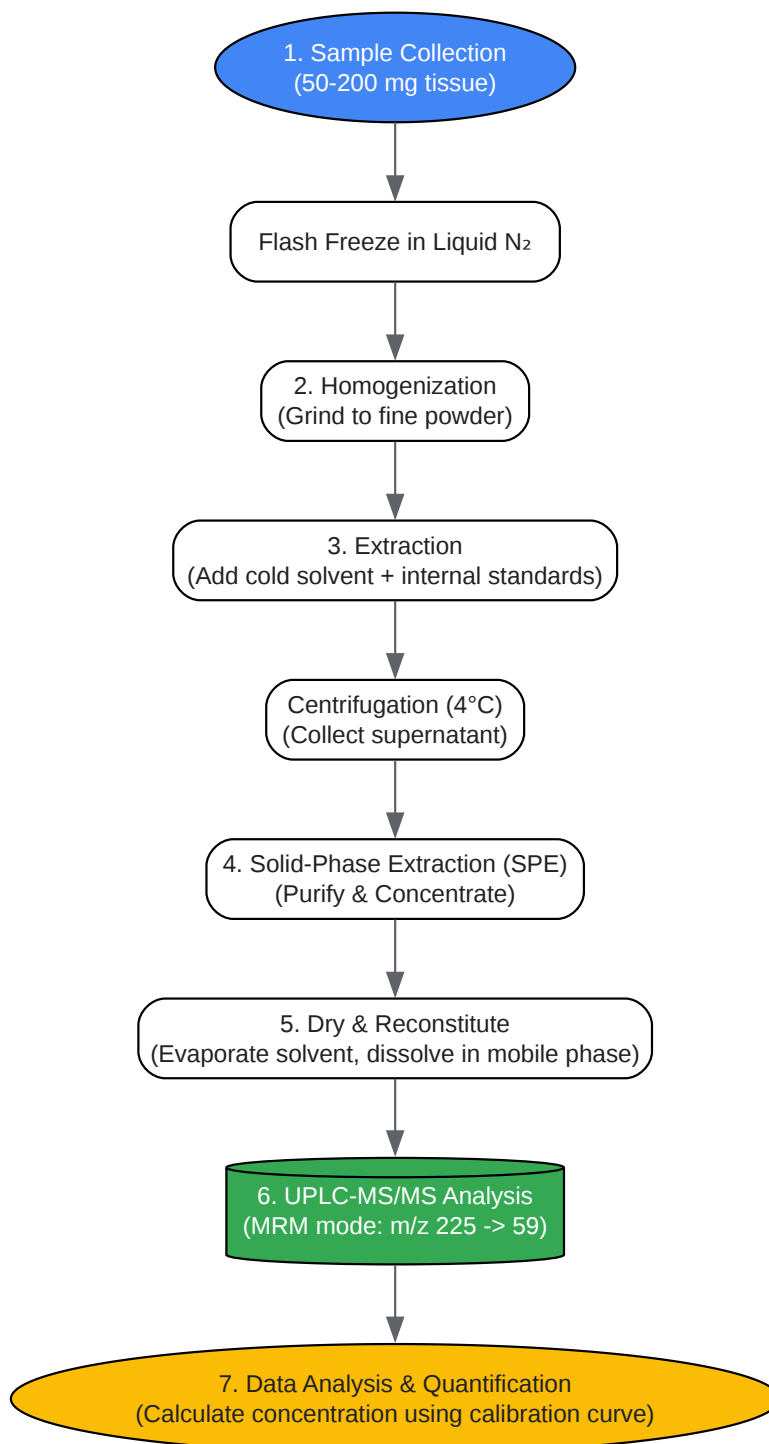 1. Sample Collection
(50-200 mg tissue)
Flash Freeze in Liquid N₂
2. Homogenization
(Grind to fine powder)
3. Extraction
(Add cold solvent + internal standards)
Centrifugation (4°C)
(Collect supernatant)
4. Solid-Phase Extraction (SPE)
(Purify & Concentrate)
5. Dry & Reconstitute
(Evaporate solvent, dissolve in mobile phase)
6. UPLC-MS/MS Analysis
(MRM mode: m/z 225 -> 59)
7. Data Analysis & Quantification
(Calculate concentration using calibration curve)